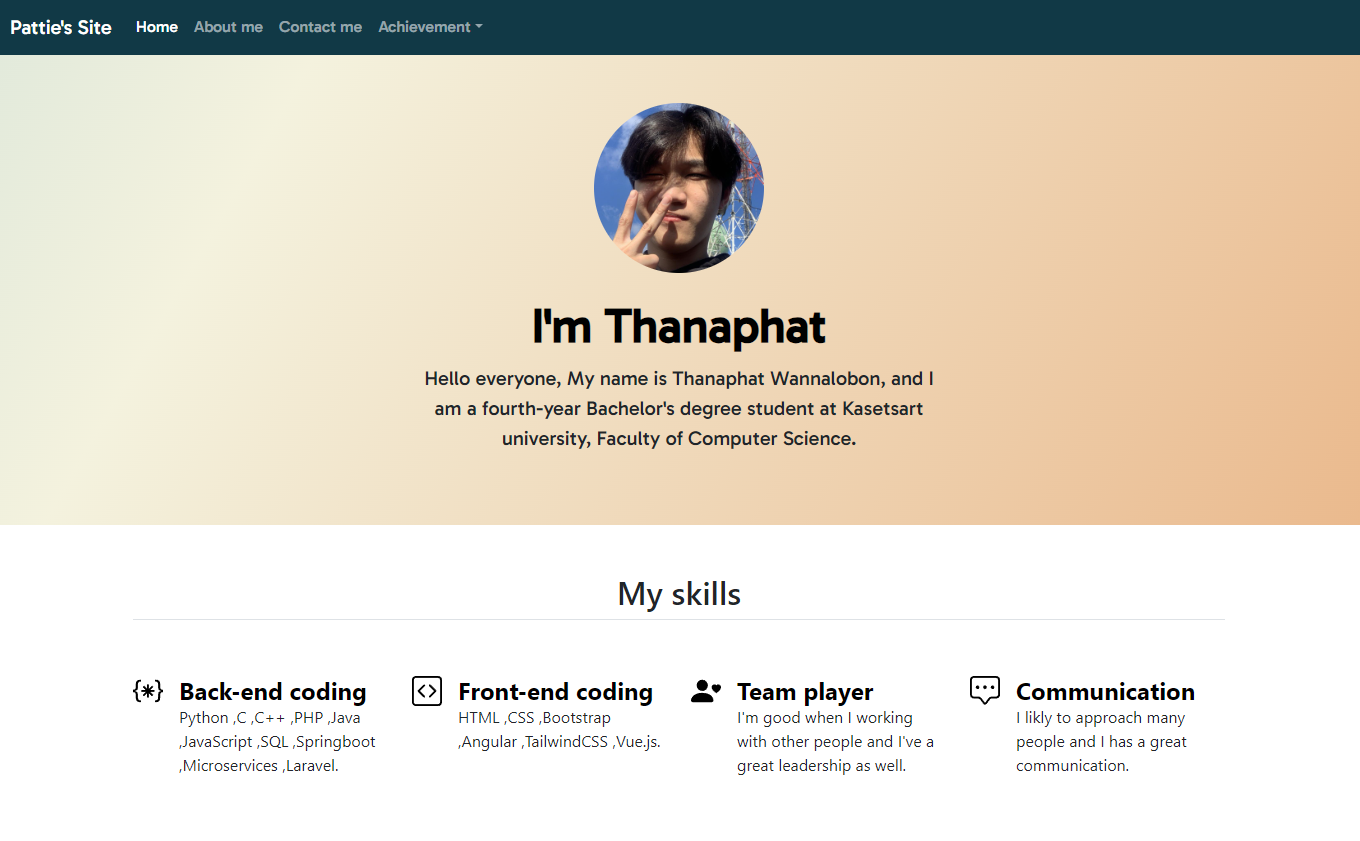 Pattie's Site Home About me Contact me Achievement
I'm Thanaphat
Hello everyone, My name is Thanaphat Wannalobon, and I
am a fourth-year Bachelor's degree student at Kasetsart
university, Faculty of Computer Science.
My skills
Back-end coding
Python ,C ,C++ ,PHP ,Java
,JavaScript ,SQL ,Springboot
,Microservices ,Laravel.
Front-end coding
HTML ,CSS ,Bootstrap
,Angular ,TailwindCSS ,Vue.js.
Team player
I'm good when I working
with other people and I've a
great leadership as well.
Communication
I likly to approach many
people and I has a great
communication.